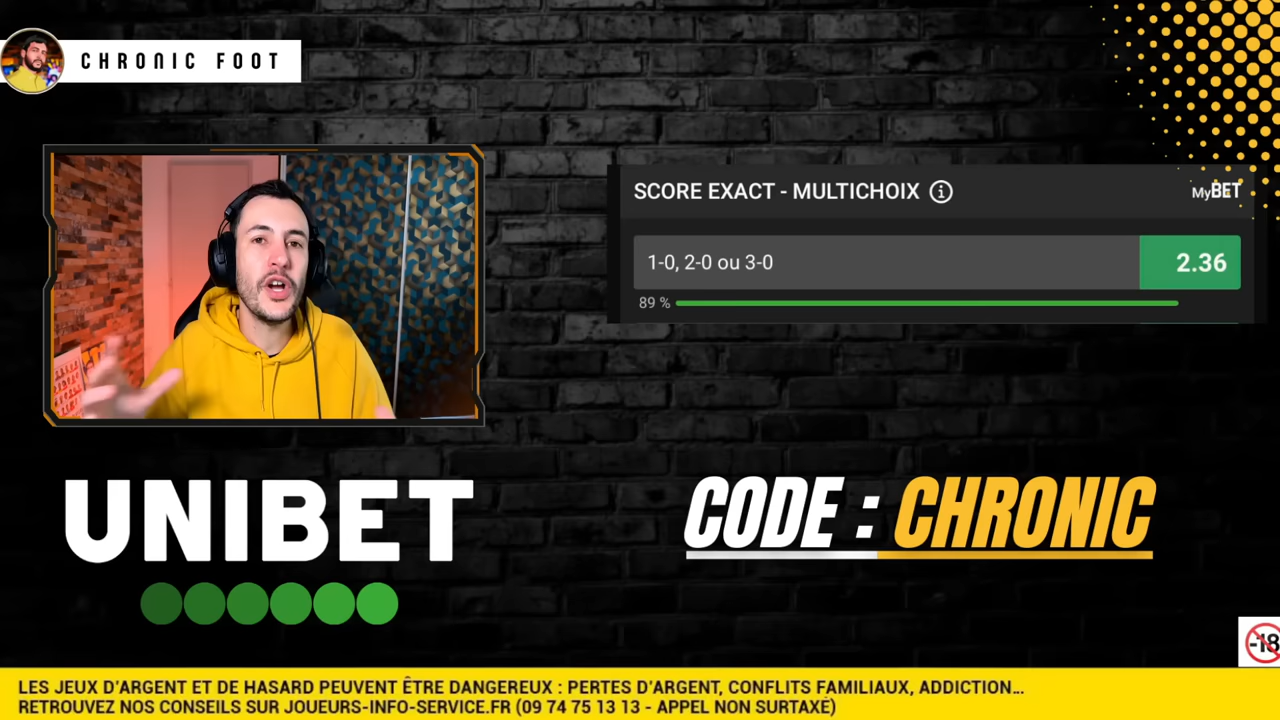 CHRONIC FOOT
SCORE EXACT - MULTICHOIX
MyBET
1-0, 2-0 ou 3-0
2.36
89 %
UNIBET
CODE : CHRONIC
-18
LES JEUX D'ARGENT ET DE HASARD PEUVENT ÊTRE DANGEREUX : PERTES D'ARGENT, CONFLITS FAMILIAUX, ADDICTION...
RETROUVEZ NOS CONSEILS SUR JOUEURS-INFO-SERVICE.FR (09 74 75 13 13 - APPEL NON SURTAXÉ)